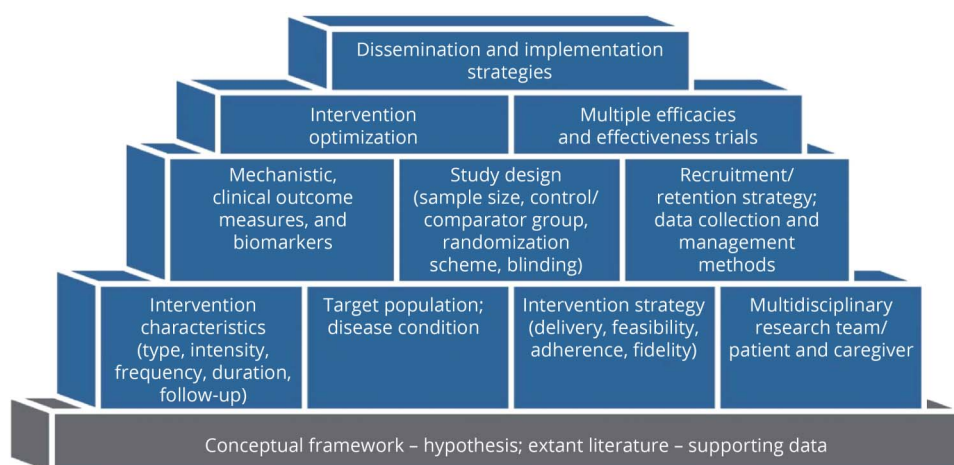 Dissemination and implementation
strategies
Intervention
optimization
Multiple efficacies
and effectiveness trials
Mechanistic,
clinical outcome
measures, and
biomarkers
Study design
(sample size, control/
comparator group,
randomization
scheme, blinding)
Recruitment/
retention strategy;
data collection and
management
methods
Intervention
characteristics
(type, intensity,
frequency, duration,
follow-up)
Target population;
disease condition
Intervention strategy
(delivery, feasibility,
adherence, fidelity)
Multidisciplinary
research team/
patient and caregiver
Conceptual framework – hypothesis; extant literature – supporting data